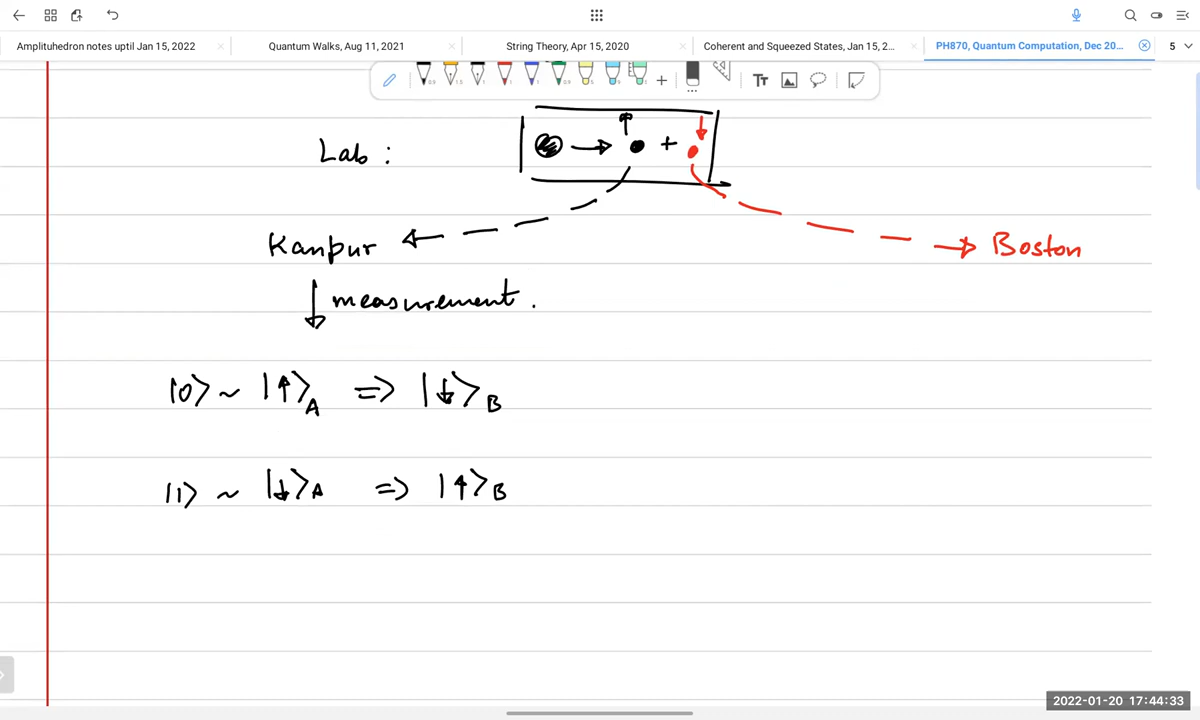 Amplituhedron notes uptil Jan 15, 2022
Quantum Walks, Aug 11, 2021
String Theory, Apr 15, 2020
Coherent and Squeezed States, Jan 15, 2...
PH870, Quantum Computation, Dec 20...
5
Tт
Lab : → ↑ + ↓
Kanpur Boston
↓ measurement.
|0⟩ ~ |↑⟩A ⇒ |↓⟩B
|1⟩ ~ |↓⟩A ⇒ |↑⟩B
2022-01-20 17:44:33